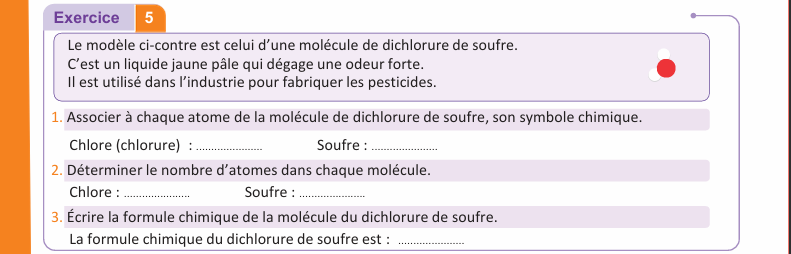 Exercice 5
Le modèle ci-contre est celui d’une molécule de dichlorure de soufre.
C’est un liquide jaune pâle qui dégage une odeur forte.
Il est utilisé dans l’industrie pour fabriquer les pesticides.
1. Associer à chaque atome de la molécule de dichlorure de soufre, son symbole chimique.
Chlore (chlorure) : ...................... Soufre : ......................
2. Déterminer le nombre d’atomes dans chaque molécule.
Chlore : ...................... Soufre : ......................
3. Écrire la formule chimique de la molécule du dichlorure de soufre.
La formule chimique du dichlorure de soufre est : ......................